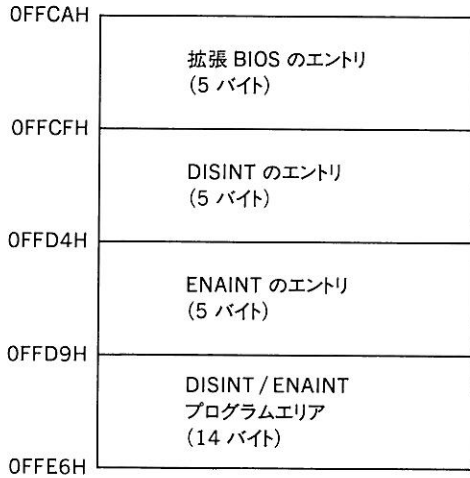 0FFCAH
拡張 BIOS のエントリ
(5 バイト)
0FFCFH
DISINT のエントリ
(5 バイト)
0FFD4H
ENAINT のエントリ
(5 バイト)
0FFD9H
DISINT / ENAINT
プログラムエリア
(14 バイト)
0FFE6H